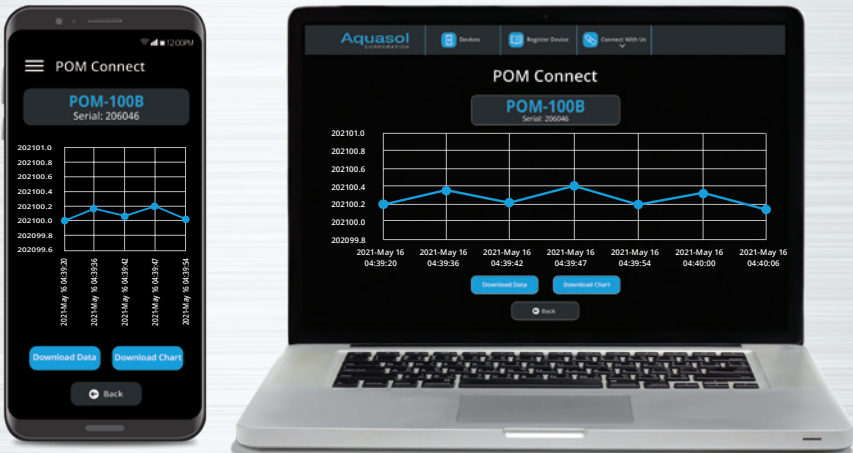 12:00PM
POM Connect
POM-100B
Serial: 206046
202101.0
202100.8
202100.6
202100.4
202100.2
202100.0
202099.8
202099.6
2021-May 16 04:39:20
2021-May 16 04:39:36
2021-May 16 04:39:42
2021-May 16 04:39:47
2021-May 16 04:39:54
Download Data
Download Chart
Back
Aquasol
CORPORATION
Devices
Register Device
Connect With Us
POM Connect
POM-100B
Serial: 206046
202101.0
202100.8
202100.6
202100.4
202100.2
202100.0
202099.8
2021-May 16
04:39:20
2021-May 16
04:39:36
2021-May 16
04:39:42
2021-May 16
04:39:47
2021-May 16
04:39:54
2021-May 16
04:40:00
2021-May 16
04:40:06
Download Data
Download Chart
Back